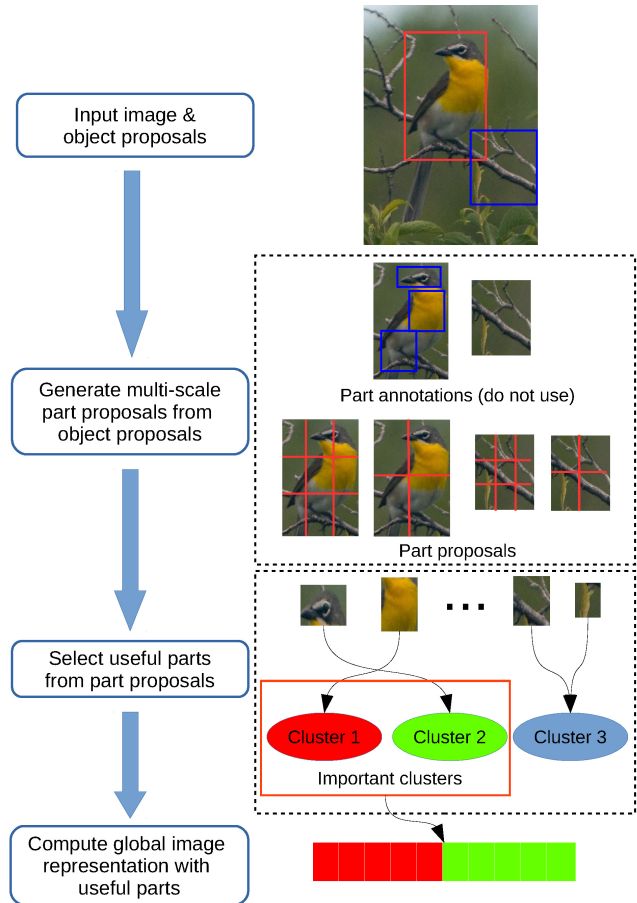 Input image &
object proposals
Part annotations (do not use)
Generate multi-scale
part proposals from
object proposals
Part proposals
...
Select useful parts
from part proposals
Cluster 1
Cluster 2
Cluster 3
Important clusters
Compute global image
representation with
useful parts